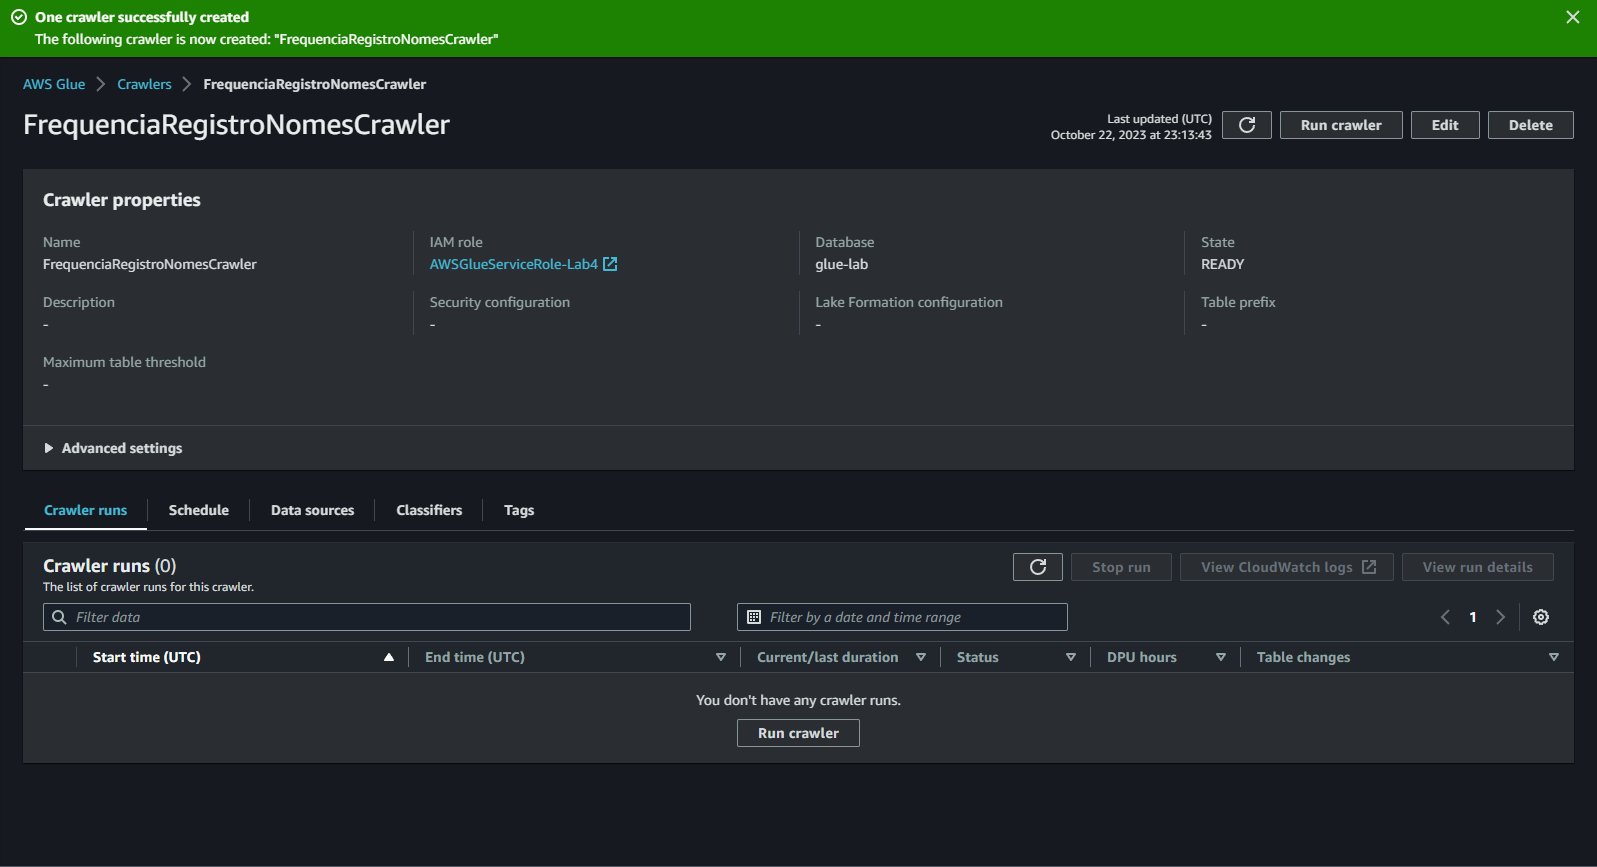 One crawler successfully created
The following crawler is now created: "FrequenciaRegistroNomesCrawler"
AWS Glue Crawlers FrequenciaRegistroNomesCrawler
FrequenciaRegistroNomesCrawler
Last updated (UTC)
October 22, 2023 at 23:13:43
Run crawler Edit Delete
Crawler properties
Name IAM role Database State
FrequenciaRegistroNomesCrawler AWSGlueServiceRole-Lab4 glue-lab READY
Description Security configuration Lake Formation configuration Table prefix
- - - -
Maximum table threshold
-
Advanced settings
Crawler runs Schedule Data sources Classifiers Tags
Crawler runs (0)
The list of crawler runs for this crawler.
Stop run View CloudWatch logs View run details
Filter data Filter by a date and time range 1
Start time (UTC) End time (UTC) Current/last duration Status DPU hours Table changes
You don't have any crawler runs.
Run crawler